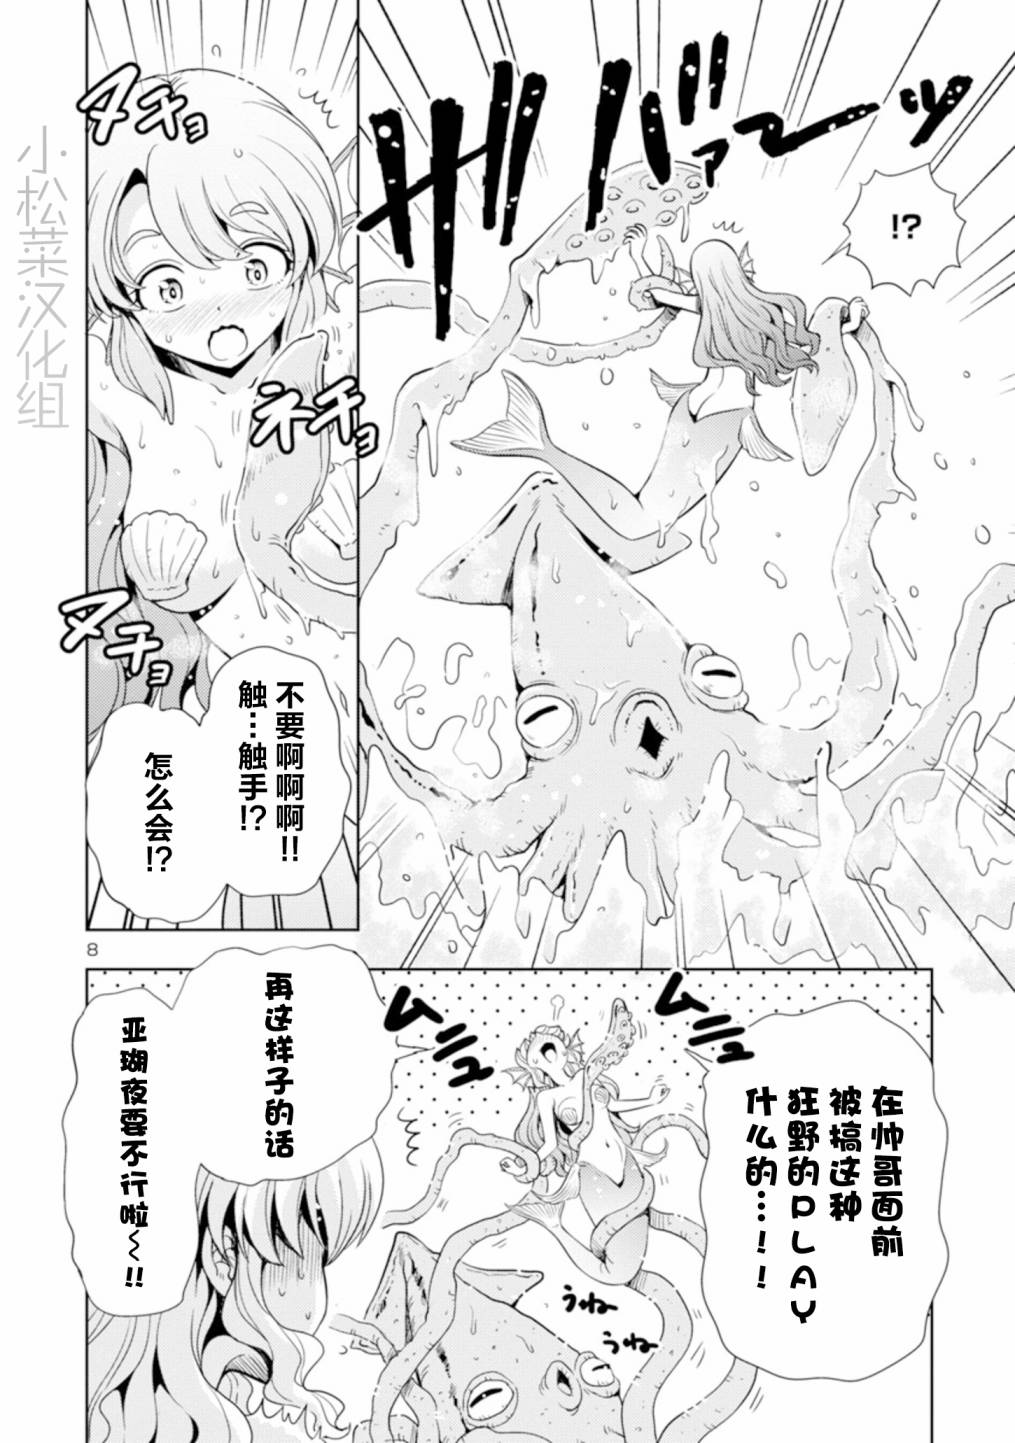 小松菜汉化组
ザバァーッ
!?
ヌチョ
ネチョ
ヌチョ
不要啊啊啊!!
触…触手!?
怎么会!?
8
在帅哥面前
被搞这种
狂野的PLAY
什么的…!!
ムニュ
ムニュ
うね
うね
再这样子的话
亚瑚夜要不行啦~!!